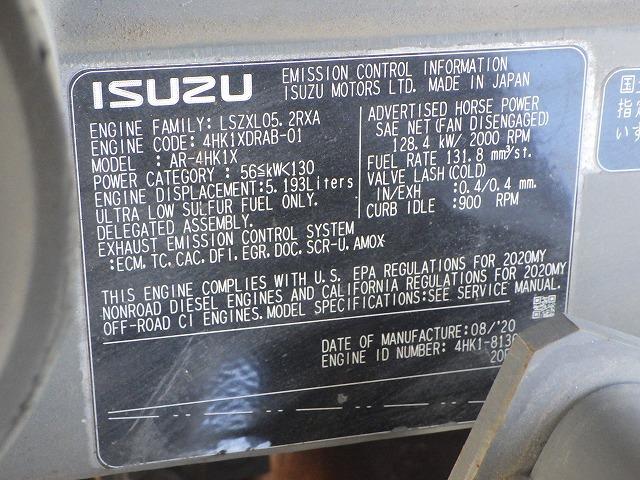 ISUZU
EMISSION CONTROL INFORMATION
ISUZU MOTORS LTD. MADE IN JAPAN
ENGINE FAMILY: LSZXL05.2RXA
ENGINE CODE: 4HK1XDRAB-01
MODEL : AR-4HK1X
POWER CATEGORY : 56≦kW<130
ENGINE DISPLACEMENT:5.193Liters
ULTRA LOW SULFUR FUEL ONLY.
DELEGATED ASSEMBLY.
EXHAUST EMISSION CONTROL SYSTEM
:ECM.TC.CAC.DFI.EGR.DOC.SCR-U.AMOX
ADVERTISED HORSE POWER
SAE NET(FAN DISENGAGED)
128.4 kW/ 2000 RPM
FUEL RATE 131.8 mm³/st.
VALVE LASH(COLD)
IN/EXH :0.4/0.4 mm.
CURB IDLE :900 RPM
THIS ENGINE COMPLIES WITH U.S. EPA REGULATIONS FOR 2020MY
NONROAD DIESEL ENGINES AND CALIFORNIA REGULATIONS FOR 2020MY
OFF-ROAD CI ENGINES. MODEL SPECIFICATIONS:SEE SERVICE MANUAL.
DATE OF MANUFACTURE:08/'20
ENGINE ID NUMBER: 4HK1-813
指定